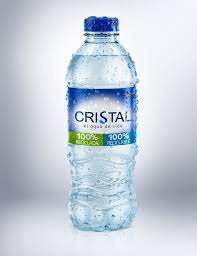 CRISTAL
el agua de vida
100% 100%
RECICLADA RECICLABLE